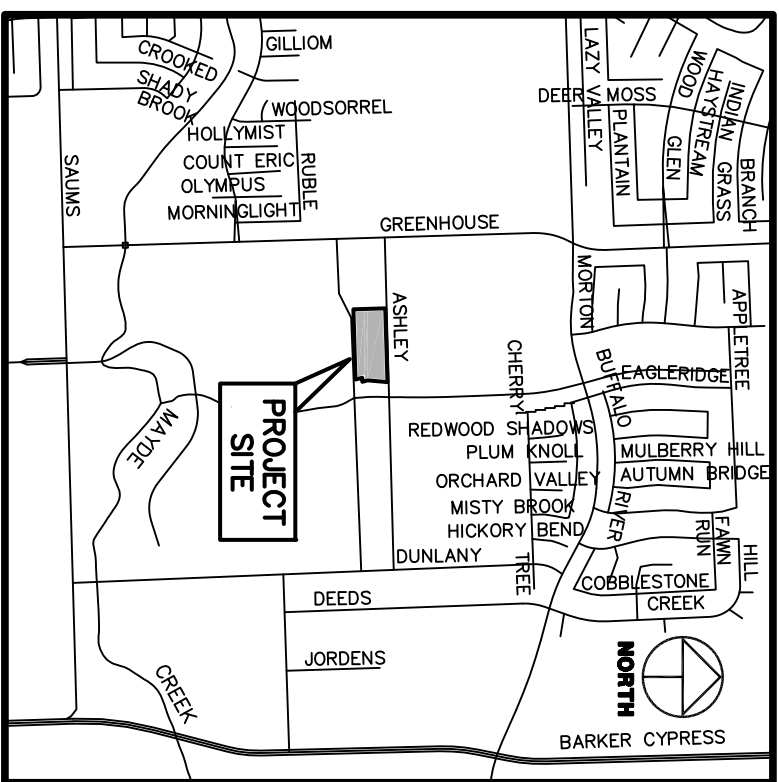 CROOKED
SHADY
BROOK
GILLIOM
WOODSORREL
HOLLYMIST
COUNT ERIC
OLYMPUS
MORNINGLIGHT
RUBLE
SAUMS
GREENHOUSE
LAZY VALLEY
DEER MOSS
PLANTAIN
WOOD
GLEN
HAYSTREAM
INDIAN GRASS
BRANCH
MORTON
APPLETREE
ASHLEY
CHERRY
TREE
BUFFALO
RIVER
EAGLERIDGE
REDWOOD SHADOWS
PLUM KNOLL
MULBERRY HILL
ORCHARD VALLEY
AUTUMN BRIDGE
MISTY BROOK
HICKORY BEND
FAWN
RUN
HILL
DUNLANY
COBBLESTONE
CREEK
DEEDS
JORDENS
MAYDE
CREEK
PROJECT
SITE
NORTH
BARKER CYPRESS